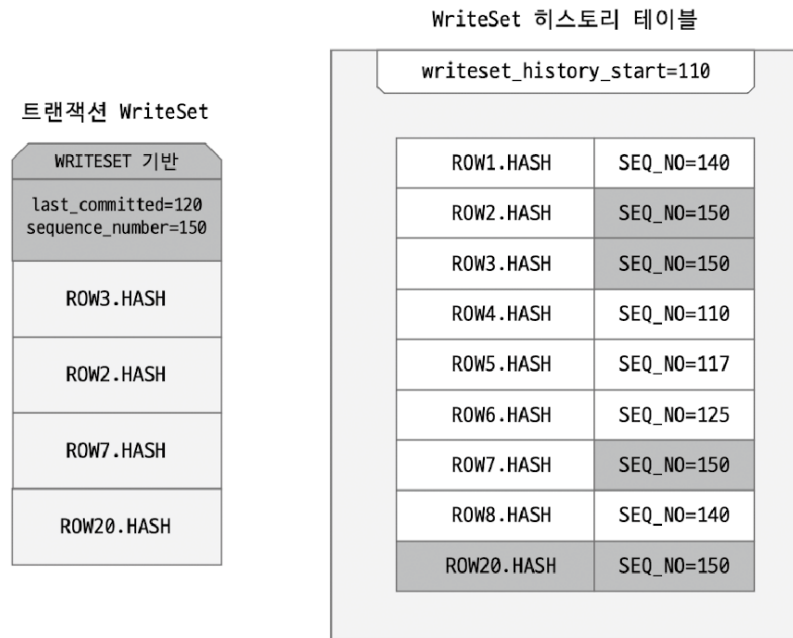 트랜잭션 WriteSet
WRITESET 기반
last_committed=120
sequence_number=150
ROW3.HASH
ROW2.HASH
ROW7.HASH
ROW20.HASH
WriteSet 히스토리 테이블
writeset_history_start=110
ROW1.HASH SEQ_NO=140
ROW2.HASH SEQ_NO=150
ROW3.HASH SEQ_NO=150
ROW4.HASH SEQ_NO=110
ROW5.HASH SEQ_NO=117
ROW6.HASH SEQ_NO=125
ROW7.HASH SEQ_NO=150
ROW8.HASH SEQ_NO=140
ROW20.HASH SEQ_NO=150